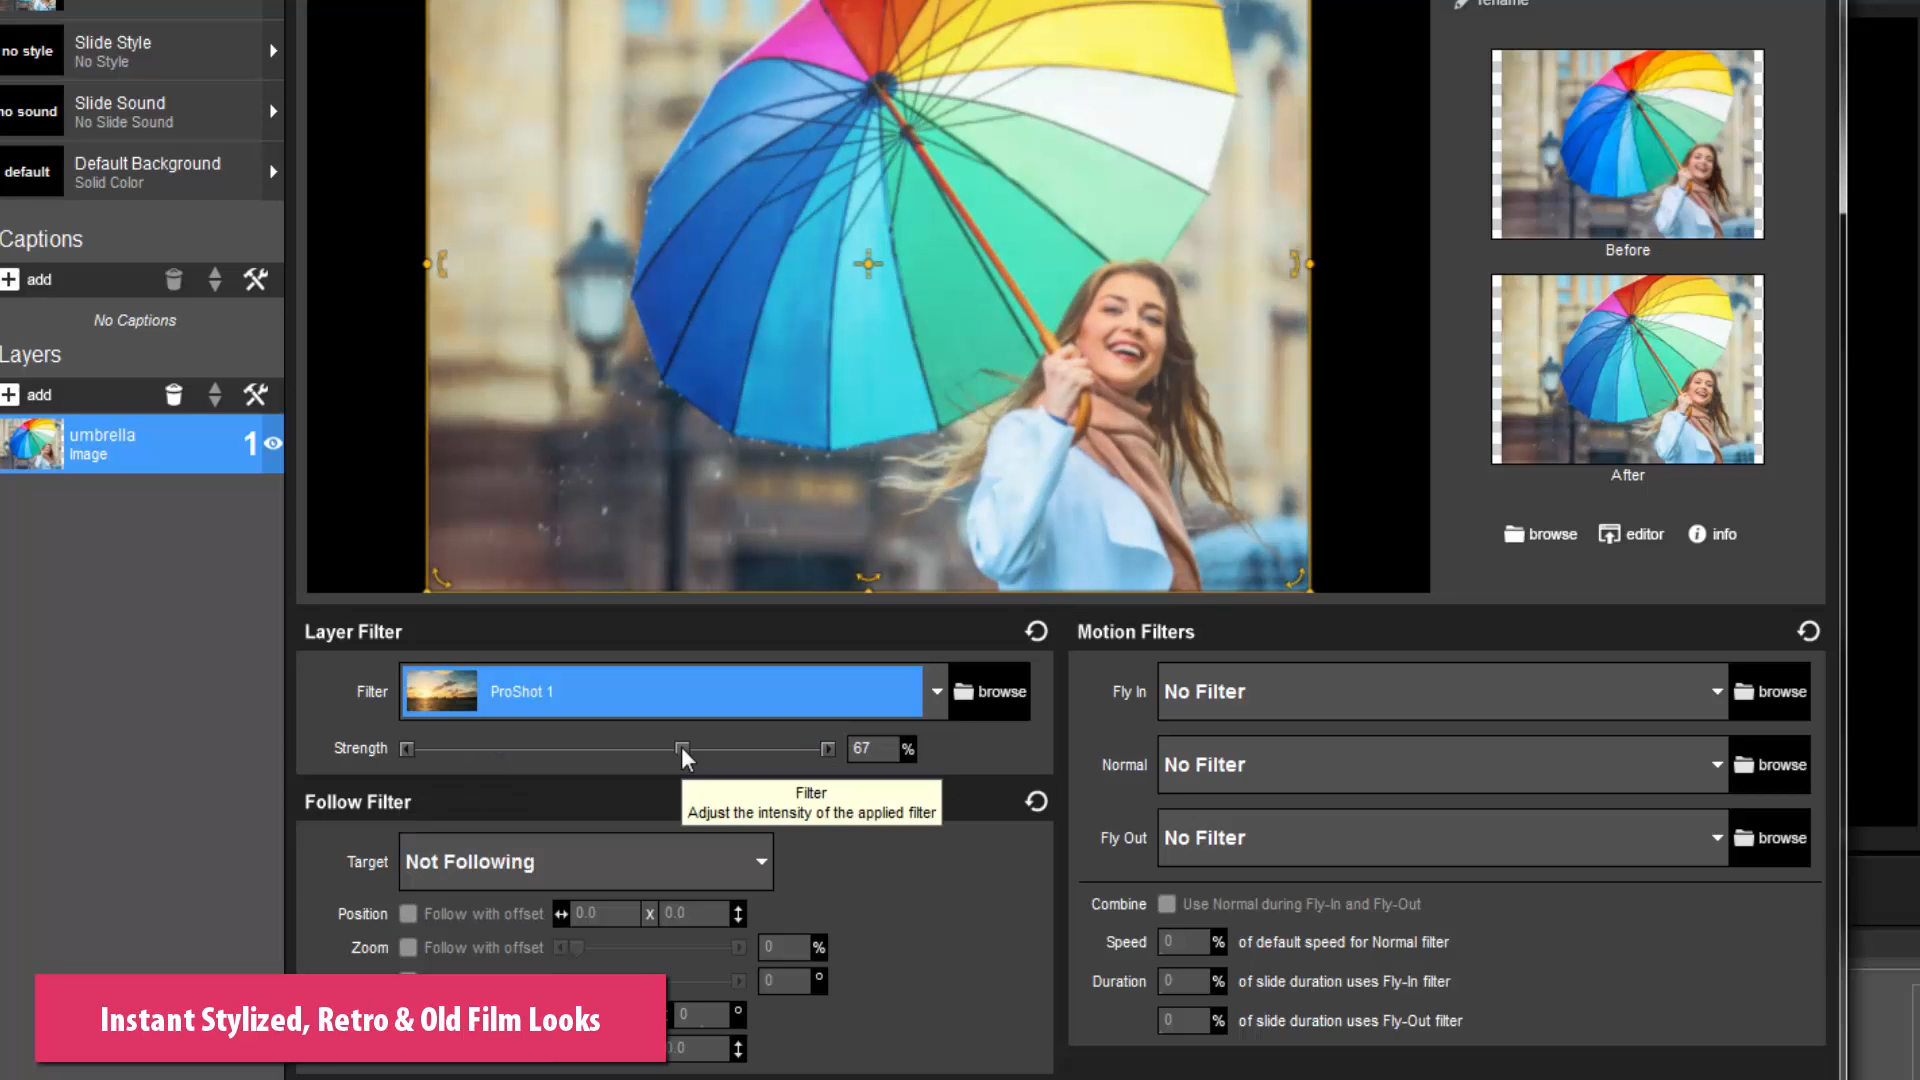 rename
no style
Slide Style
No Style
no sound
Slide Sound
No Slide Sound
default
Default Background
Solid Color
Captions
add
No Captions
Layers
add
umbrella
Image
1
Before
After
browse
editor
info
Layer Filter
Filter
ProShot 1
browse
Strength
67 %
Filter
Adjust the intensity of the applied filter
Follow Filter
Target
Not Following
Position
Follow with offset
0.0 x 0.0
Zoom
Follow with offset
0 %
0 °
0 °
0.0
Motion Filters
Fly In
No Filter
browse
Normal
No Filter
browse
Fly Out
No Filter
browse
Combine
Use Normal during Fly-In and Fly-Out
Speed
0 % of default speed for Normal filter
Duration
0 % of slide duration uses Fly-In filter
0 % of slide duration uses Fly-Out filter
Instant Stylized, Retro & Old Film Looks